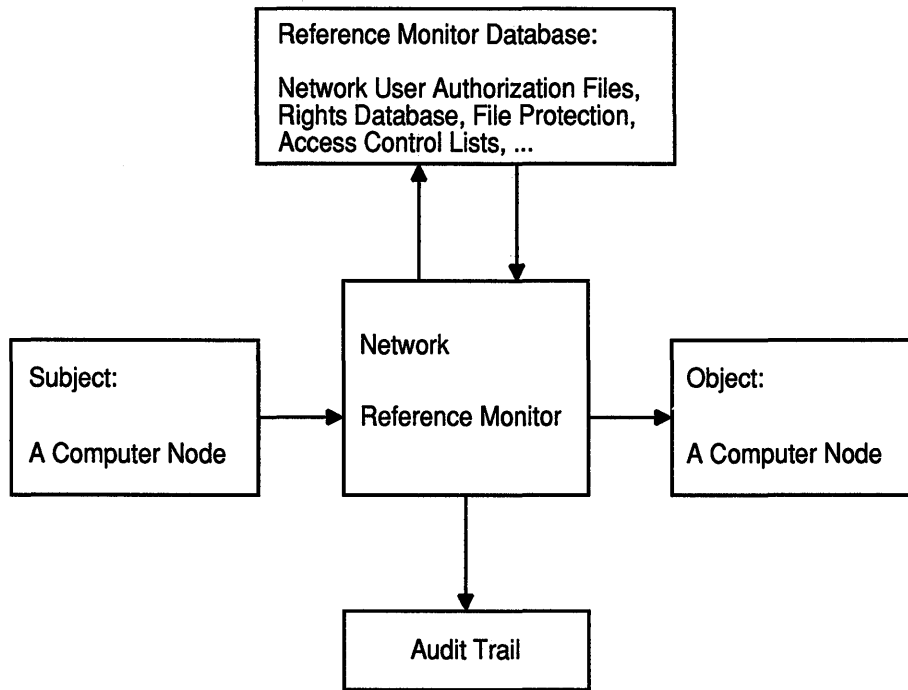 Reference Monitor Database:
Network User Authorization Files,
Rights Database, File Protection,
Access Control Lists, ...
Network
Reference Monitor
Subject:
A Computer Node
Object:
A Computer Node
Audit Trail